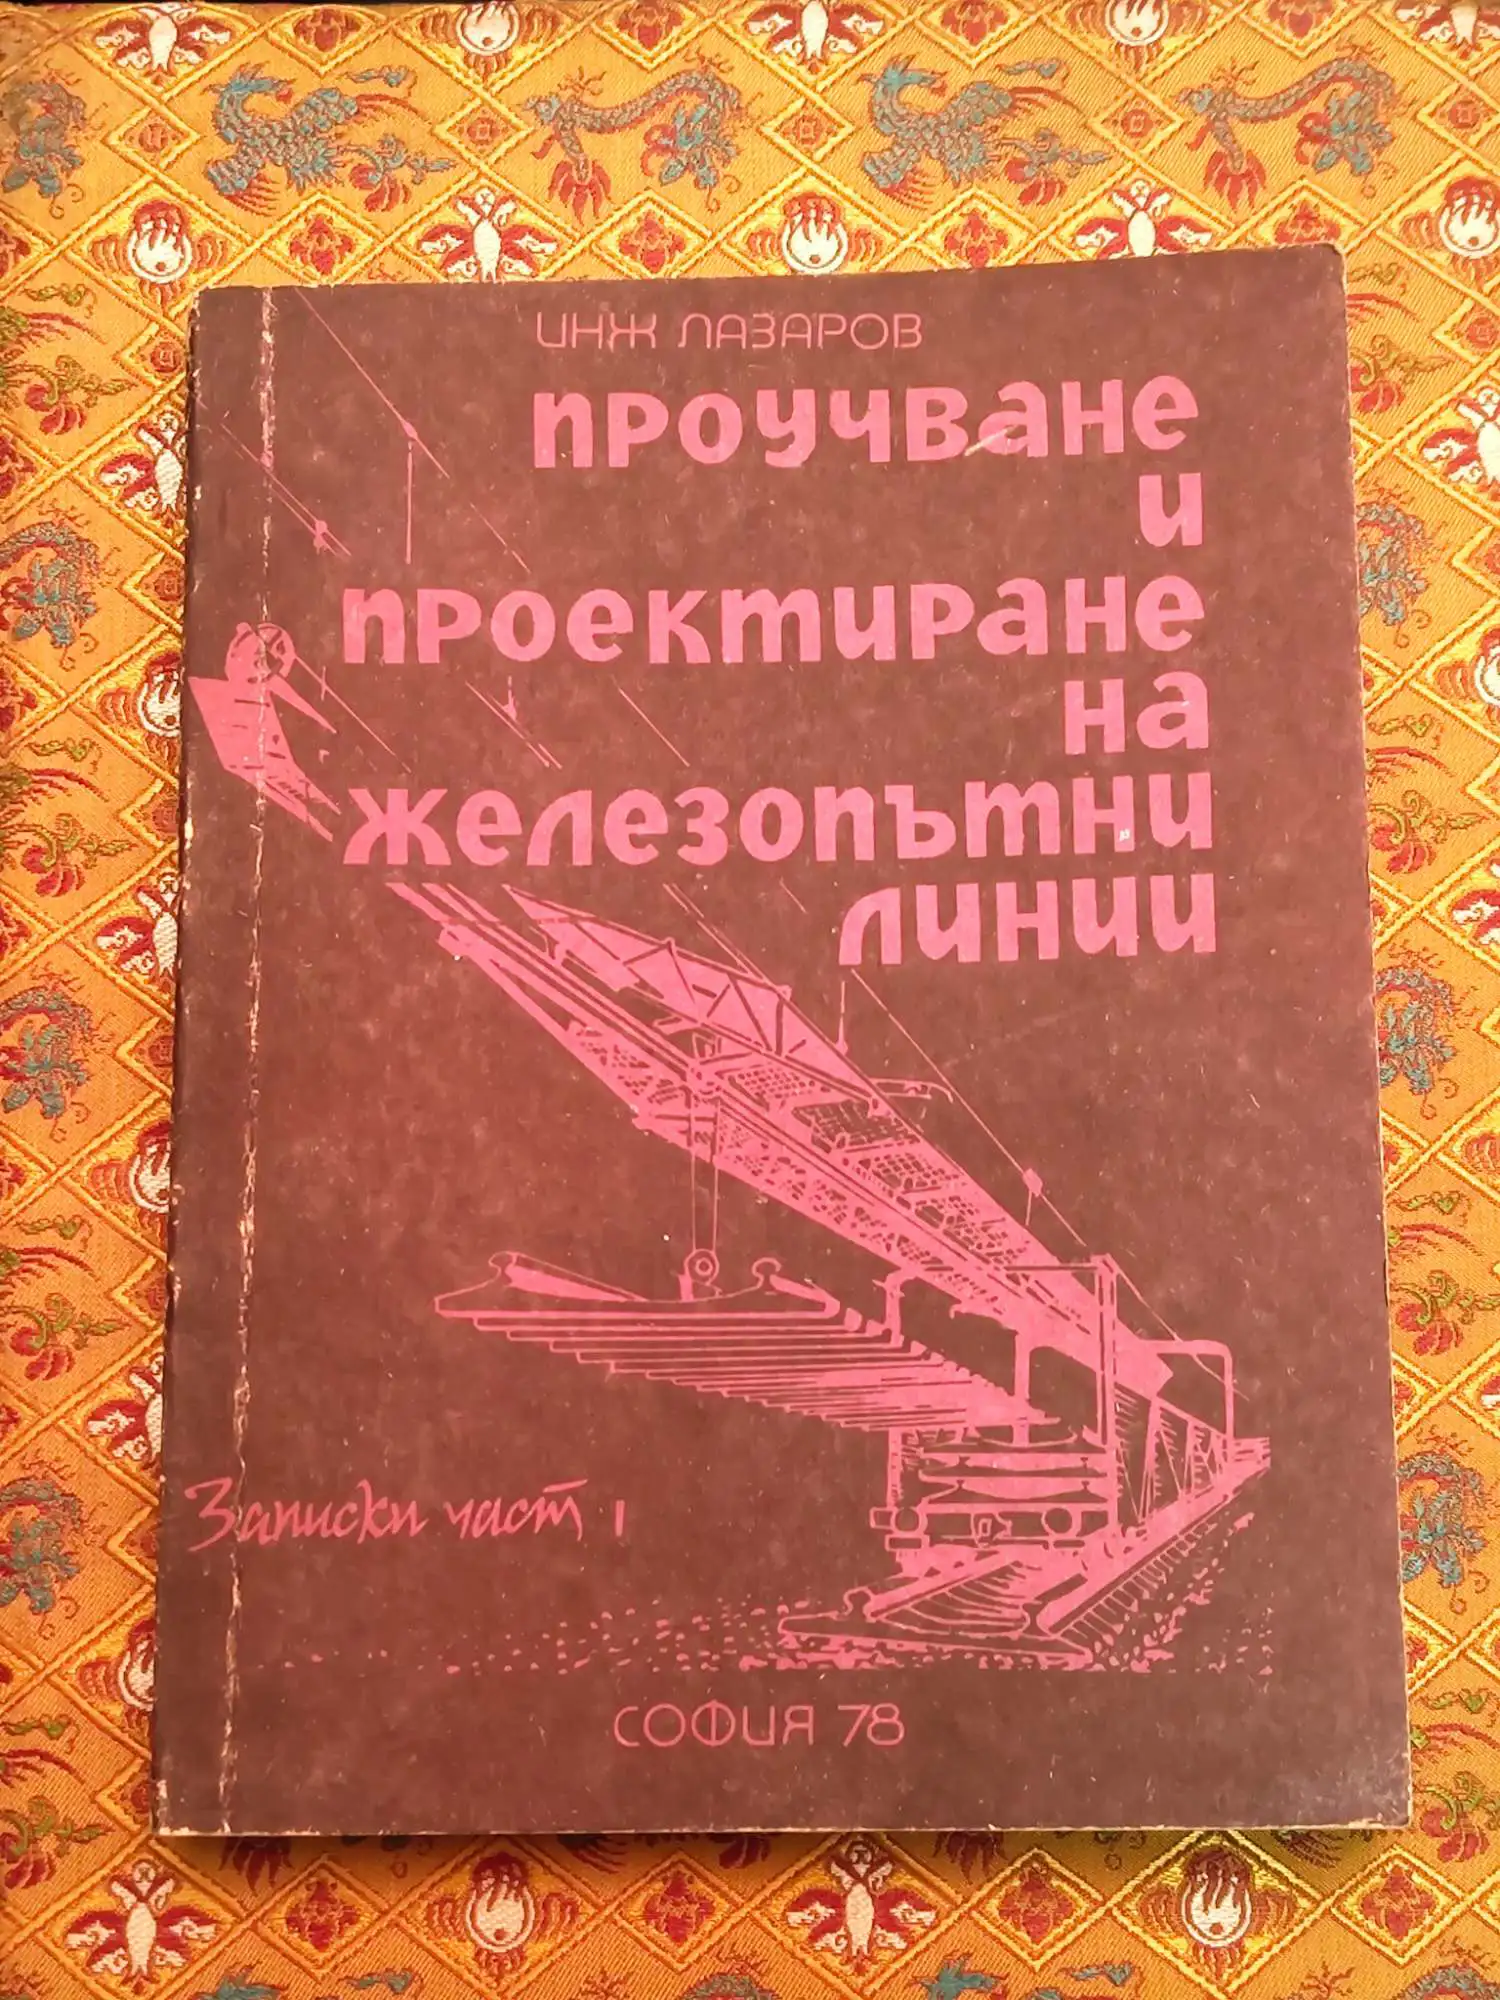 ИНЖ ЛАЗАРОВ
ПРОУЧВАНЕ
И
ПРОЕКТИРАНЕ
НА
ЖЕЛЕЗОПЪТНИ
ЛИНИИ
Записки част I
СОФИЯ 78